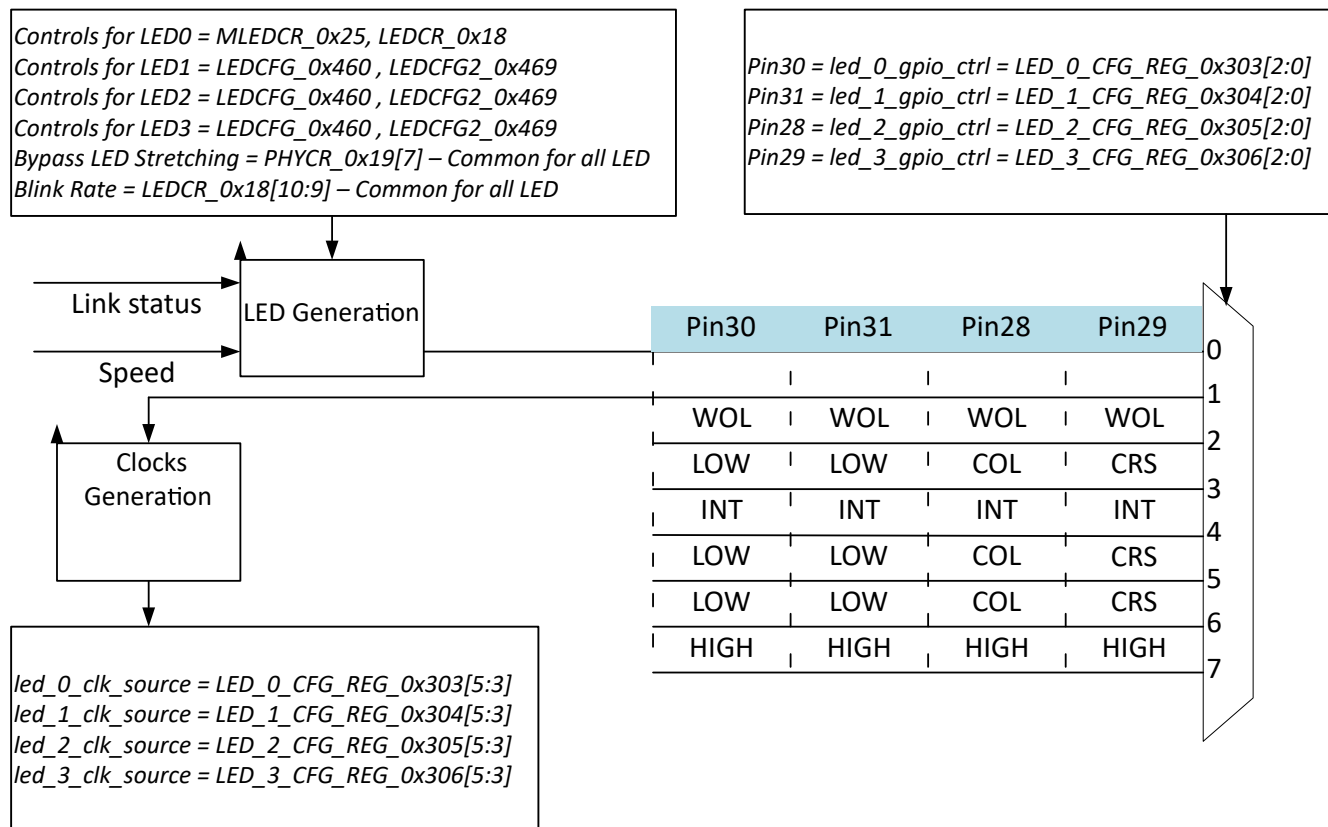 Controls for LED0 = MLEDCR_0x25, LEDCR_0x18
Controls for LED1 = LEDCFG_0x460 , LEDCFG2_0x469
Controls for LED2 = LEDCFG_0x460 , LEDCFG2_0x469
Controls for LED3 = LEDCFG_0x460 , LEDCFG2_0x469
Bypass LED Stretching = PHYCR_0x19[7] – Common for all LED
Blink Rate = LEDCR_0x18[10:9] – Common for all LED
Pin30 = led_0_gpio_ctrl = LED_0_CFG_REG_0x303[2:0]
Pin31 = led_1_gpio_ctrl = LED_1_CFG_REG_0x304[2:0]
Pin28 = led_2_gpio_ctrl = LED_2_CFG_REG_0x305[2:0]
Pin29 = led_3_gpio_ctrl = LED_3_CFG_REG_0x306[2:0]
Link status
Speed
LED Generation
Pin30 Pin31 Pin28 Pin29
0
1
WOL WOL WOL WOL
2
LOW LOW COL CRS
3
INT INT INT INT
4
LOW LOW COL CRS
5
LOW LOW COL CRS
6
HIGH HIGH HIGH HIGH
7
Clocks
Generation
led_0_clk_source = LED_0_CFG_REG_0x303[5:3]
led_1_clk_source = LED_1_CFG_REG_0x304[5:3]
led_2_clk_source = LED_2_CFG_REG_0x305[5:3]
led_3_clk_source = LED_3_CFG_REG_0x306[5:3]